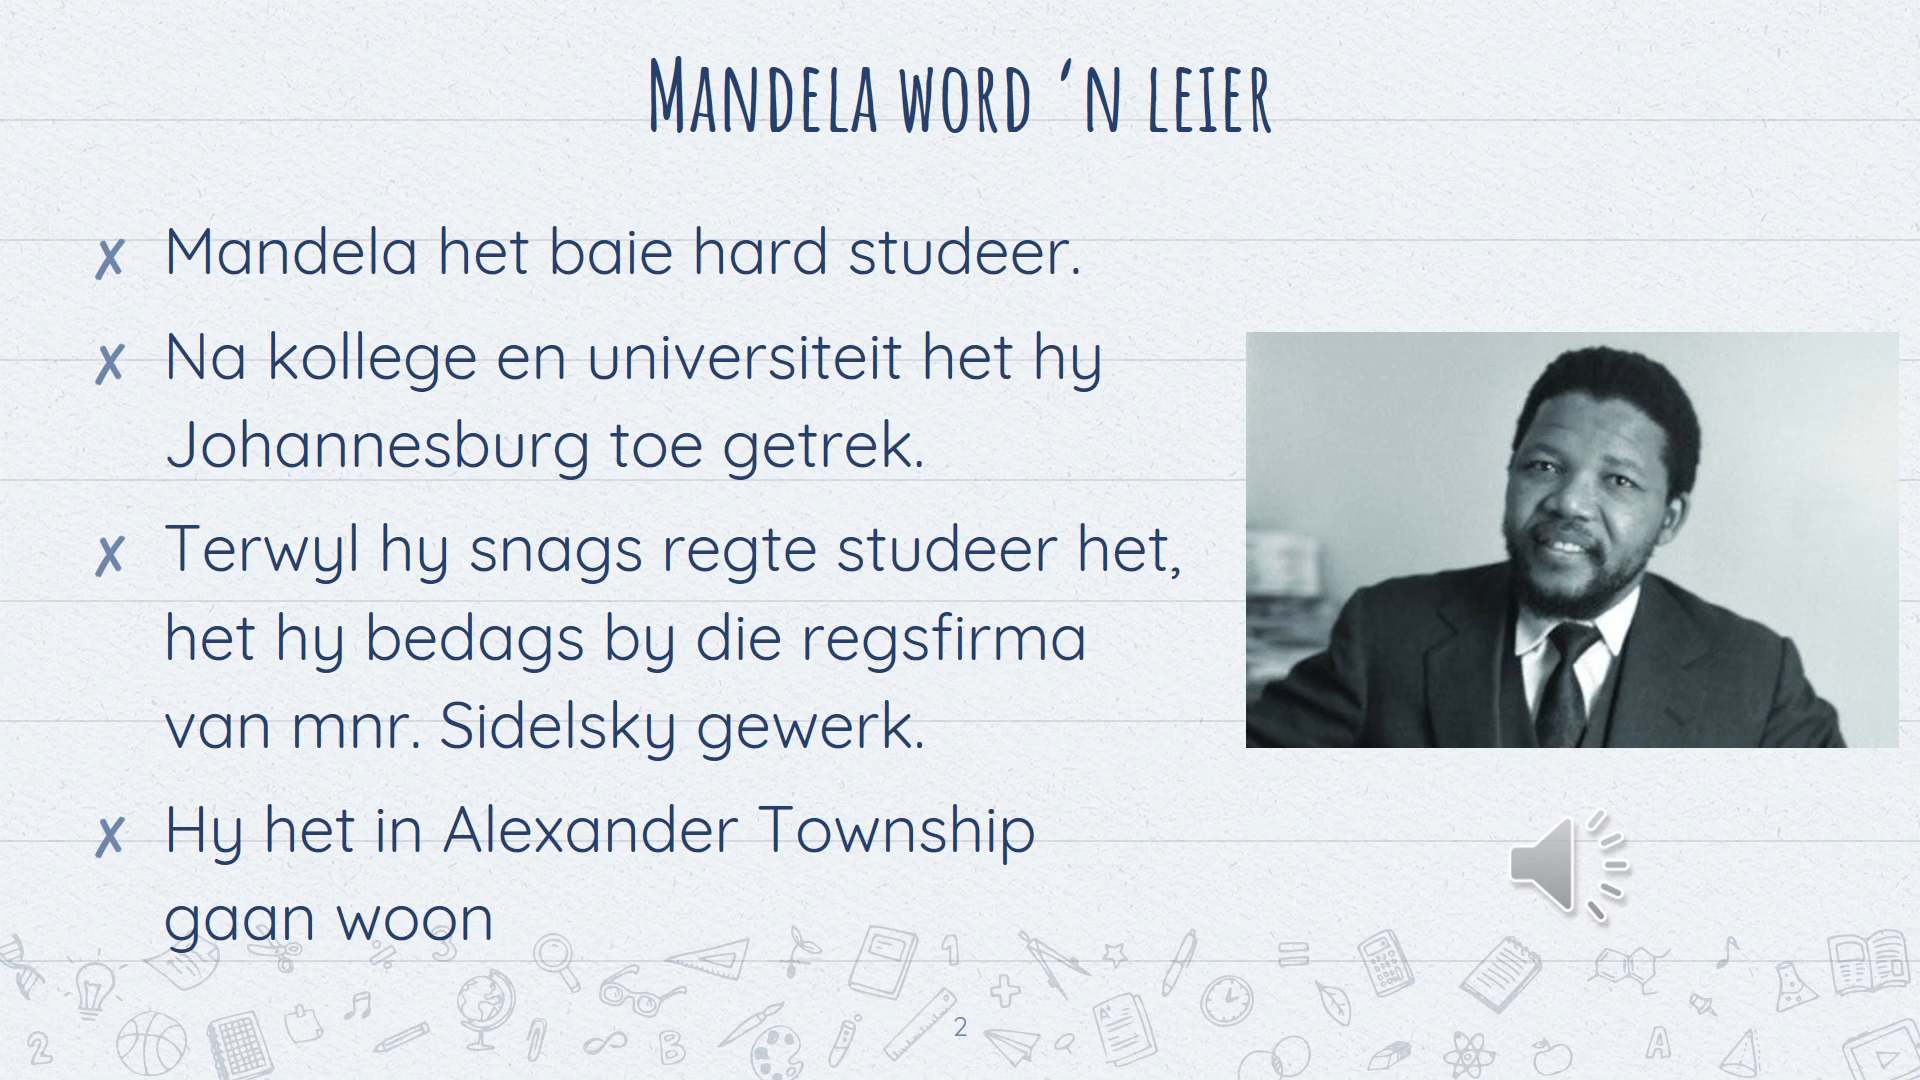 Mandela word ‘n leier
✗ Mandela het baie hard studeer.
✗ Na kollege en universiteit het hy
Johannesburg toe getrek.
✗ Terwyl hy snags regte studeer het,
het hy bedags by die regsfirma
van mnr. Sidelsky gewerk.
✗ Hy het in Alexander Township
gaan woon
2